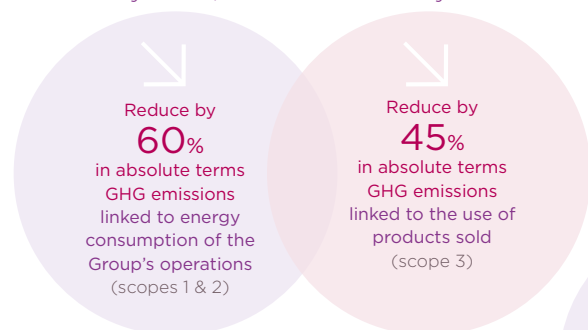 Reduce by
60%
in absolute terms
GHG emissions
linked to energy
consumption of the
Group's operations
(scopes 1 & 2)
Reduce by
45%
in absolute terms
GHG emissions
linked to the use of
products sold
(scope 3)